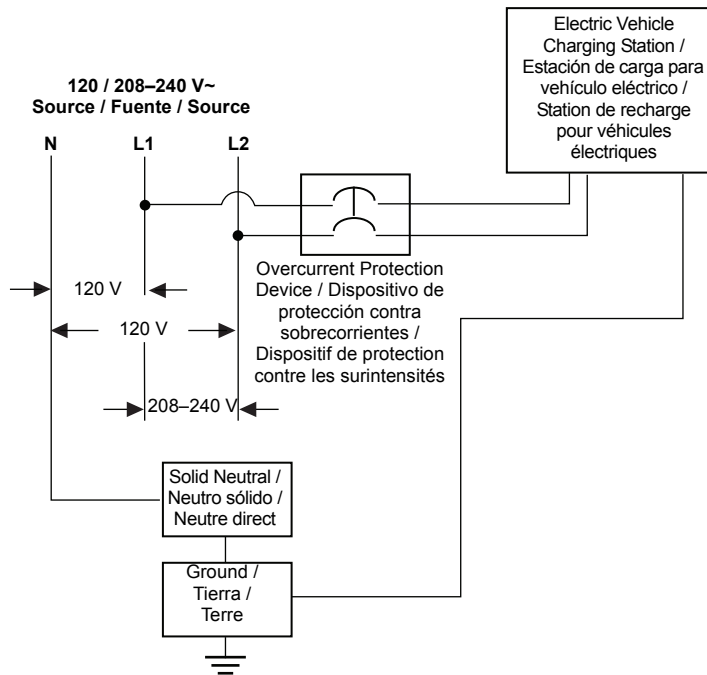 120 / 208–240 V~
Source / Fuente / Source
N
L1
L2
Electric Vehicle
Charging Station /
Estación de carga para
vehículo eléctrico /
Station de recharge
pour véhicules
électriques
Overcurrent Protection
Device / Dispositivo de
protección contra
sobrecorrientes /
Dispositif de protection
contre les surintensités
120 V
120 V
208–240 V
Solid Neutral /
Neutro sólido /
Neutre direct
Ground /
Tierra /
Terre